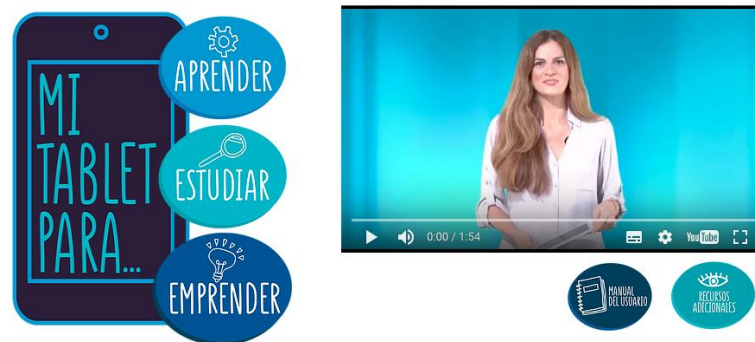 MI
TABLET
PARA...
APRENDER
ESTUDIAR
EMPRENDER
0:00 / 1:54
YouTube
MANUAL
DEL USUARIO
RECURSOS
ADICIONALES